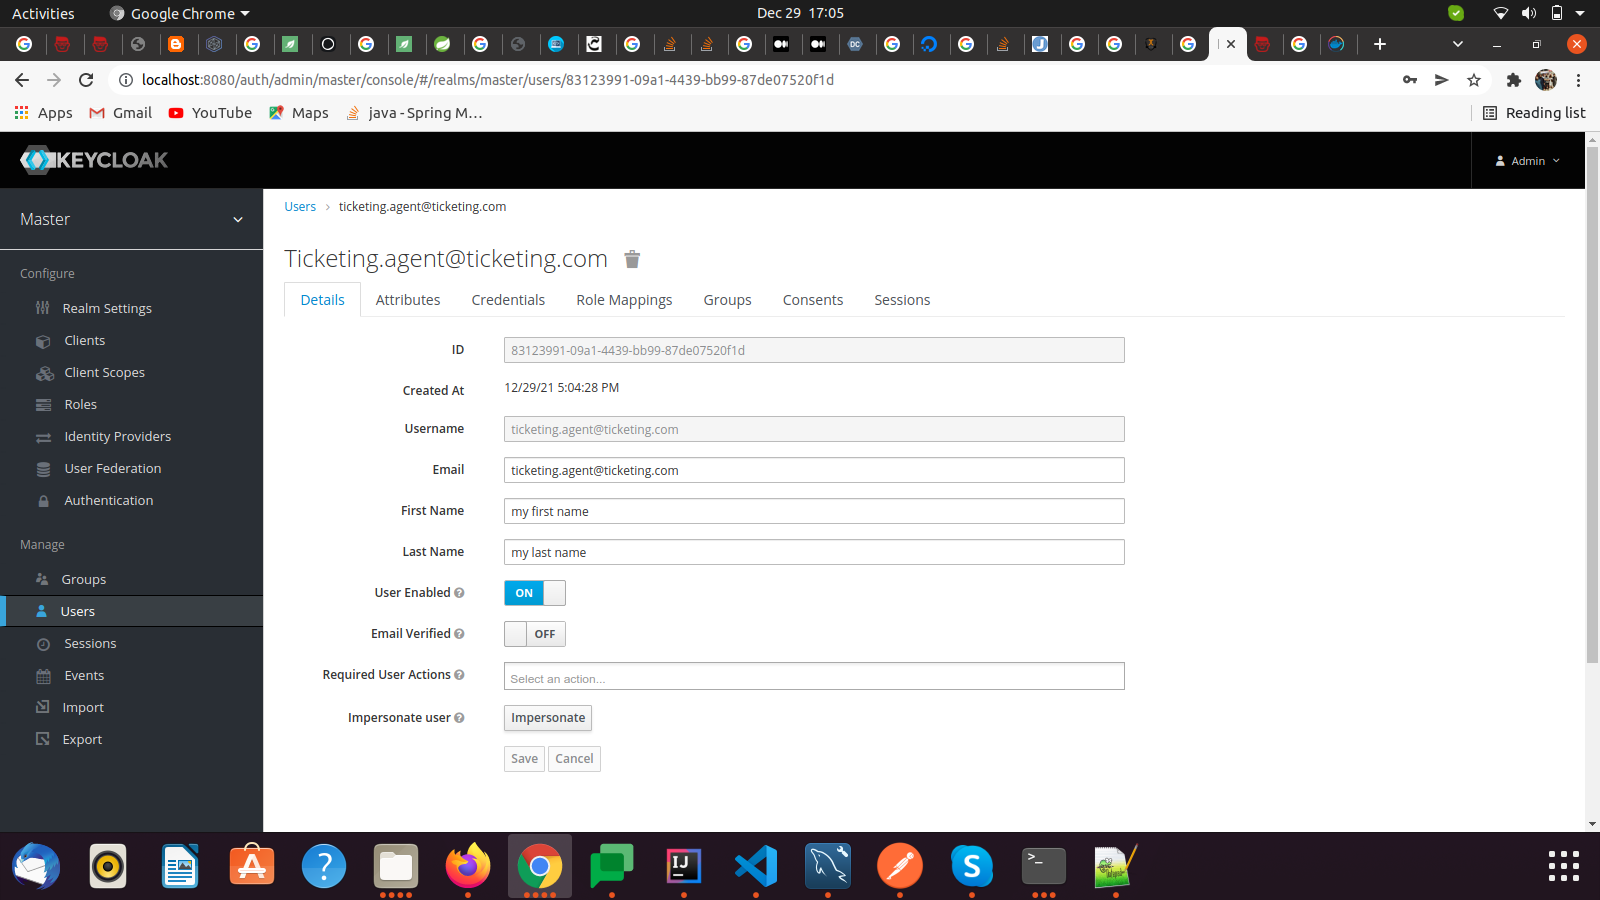 Activities
Google Chrome
Dec 29 17:05
localhost:8080/auth/admin/master/console/#/realms/master/users/83123991-09a1-4439-bb99-87de07520f1d
Apps
Gmail
YouTube
Maps
java - Spring M...
Reading list
KEYCLOAK
Admin
Master
Users
ticketing.agent@ticketing.com
Ticketing.agent@ticketing.com
Configure
Realm Settings
Clients
Client Scopes
Roles
Identity Providers
User Federation
Authentication
Manage
Groups
Users
Sessions
Events
Import
Export
Details
Attributes
Credentials
Role Mappings
Groups
Consents
Sessions
ID
83123991-09a1-4439-bb99-87de07520f1d
Created At
12/29/21 5:04:28 PM
Username
ticketing.agent@ticketing.com
Email
ticketing.agent@ticketing.com
First Name
my first name
Last Name
my last name
User Enabled
ON
Email Verified
OFF
Required User Actions
Select an action...
Impersonate user
Impersonate
Save
Cancel